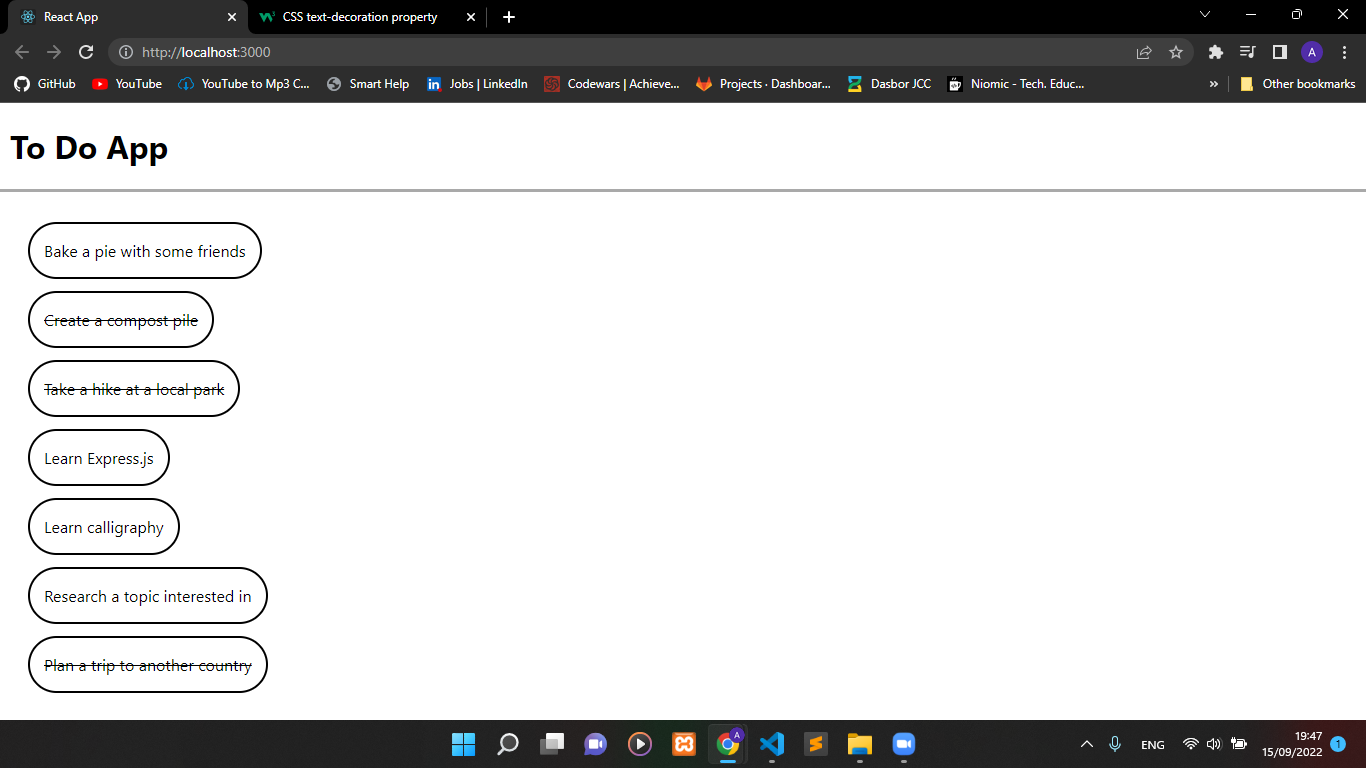 React App
CSS text-decoration property
http://localhost:3000
A
GitHub
YouTube
YouTube to Mp3 C...
Smart Help
Jobs | LinkedIn
Codewars | Achieve...
Projects · Dashboar...
Dasbor JCC
Niomic - Tech. Educ...
»
Other bookmarks
To Do App
Bake a pie with some friends
Create a compost pile
Take a hike at a local park
Learn Express.js
Learn calligraphy
Research a topic interested in
Plan a trip to another country
A
ENG
19:47
15/09/2022
1